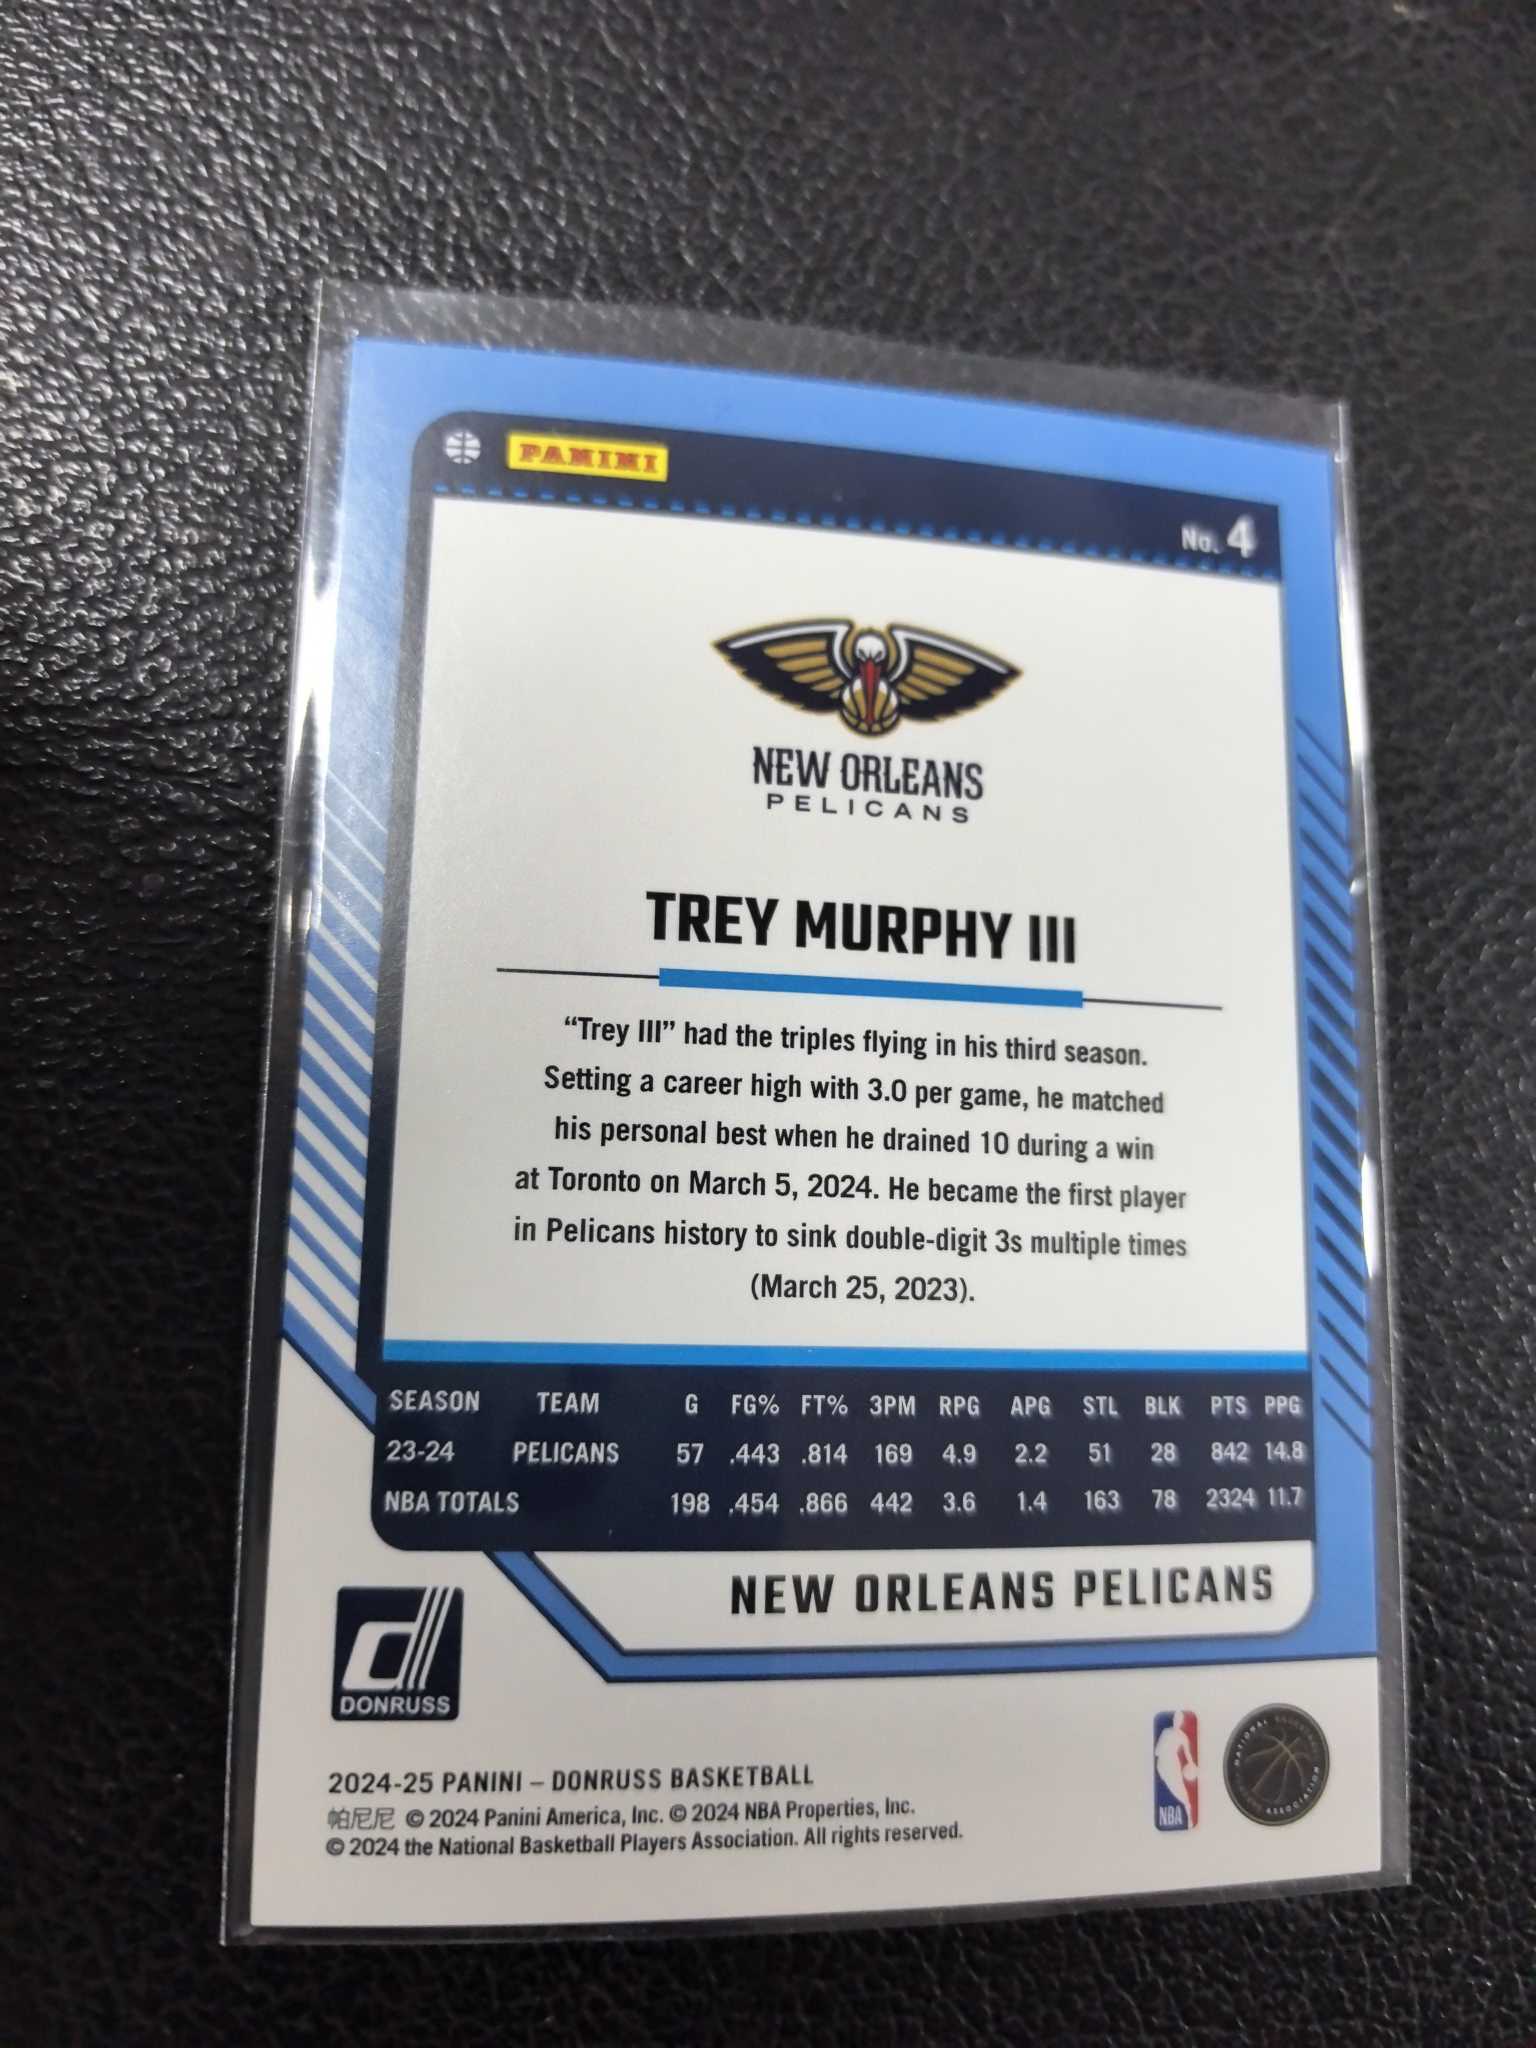 PANINI
No. 4
NEW ORLEANS
PELICANS
TREY MURPHY III
“Trey III” had the triples flying in his third season.
Setting a career high with 3.0 per game, he matched
his personal best when he drained 10 during a win
at Toronto on March 5, 2024. He became the first player
in Pelicans history to sink double-digit 3s multiple times
(March 25, 2023).
SEASON TEAM G FG% FT% 3PM RPG APG STL BLK PTS PPG
23-24 PELICANS 57 .443 .814 169 4.9 2.2 51 28 842 14.8
NBA TOTALS 198 .454 .866 442 3.6 1.4 163 78 2324 11.7
NEW ORLEANS PELICANS
d
DONRUSS
2024-25 PANINI – DONRUSS BASKETBALL
帕尼尼 © 2024 Panini America, Inc. © 2024 NBA Properties, Inc.
© 2024 the National Basketball Players Association. All rights reserved.
NBA
NATIONAL BASKETBALL PLAYERS ASSOCIATION